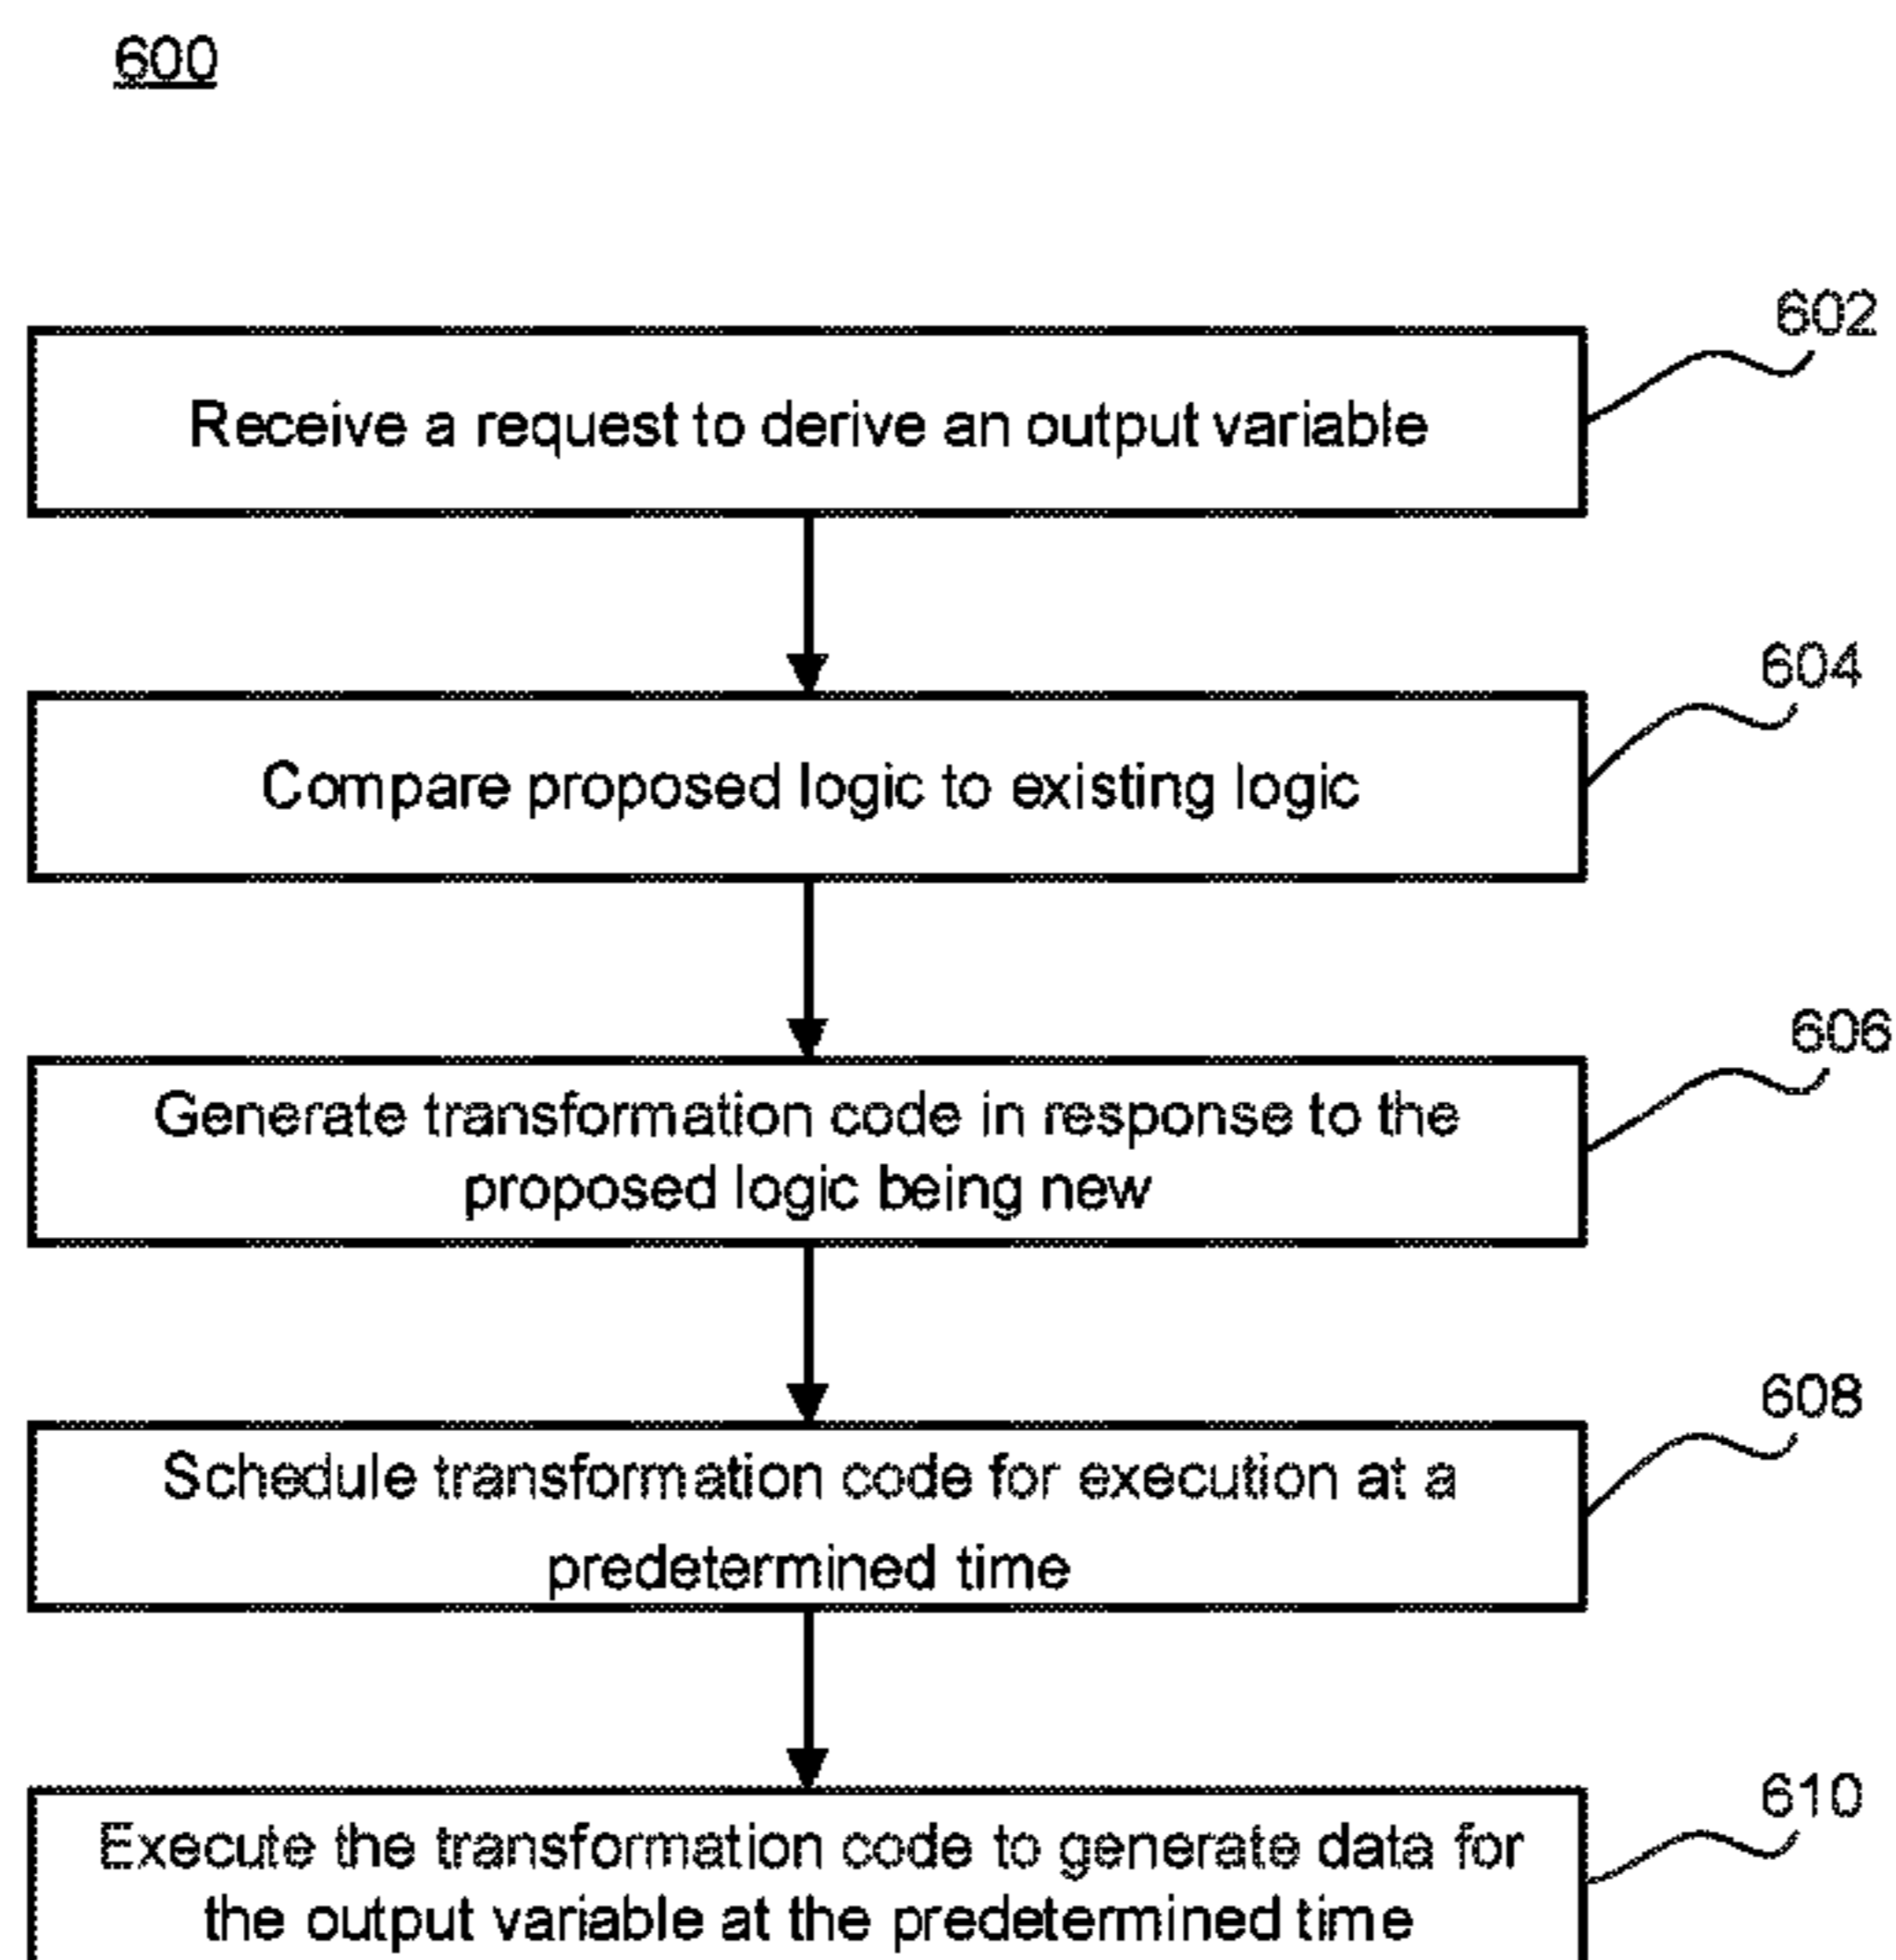 600
602
Receive a request to derive an output variable
604
Compare proposed logic to existing logic
606
Generate transformation code in response to the
proposed logic being new
608
Schedule transformation code for execution at a
predetermined time
610
Execute the transformation code to generate data for
the output variable at the predetermined time